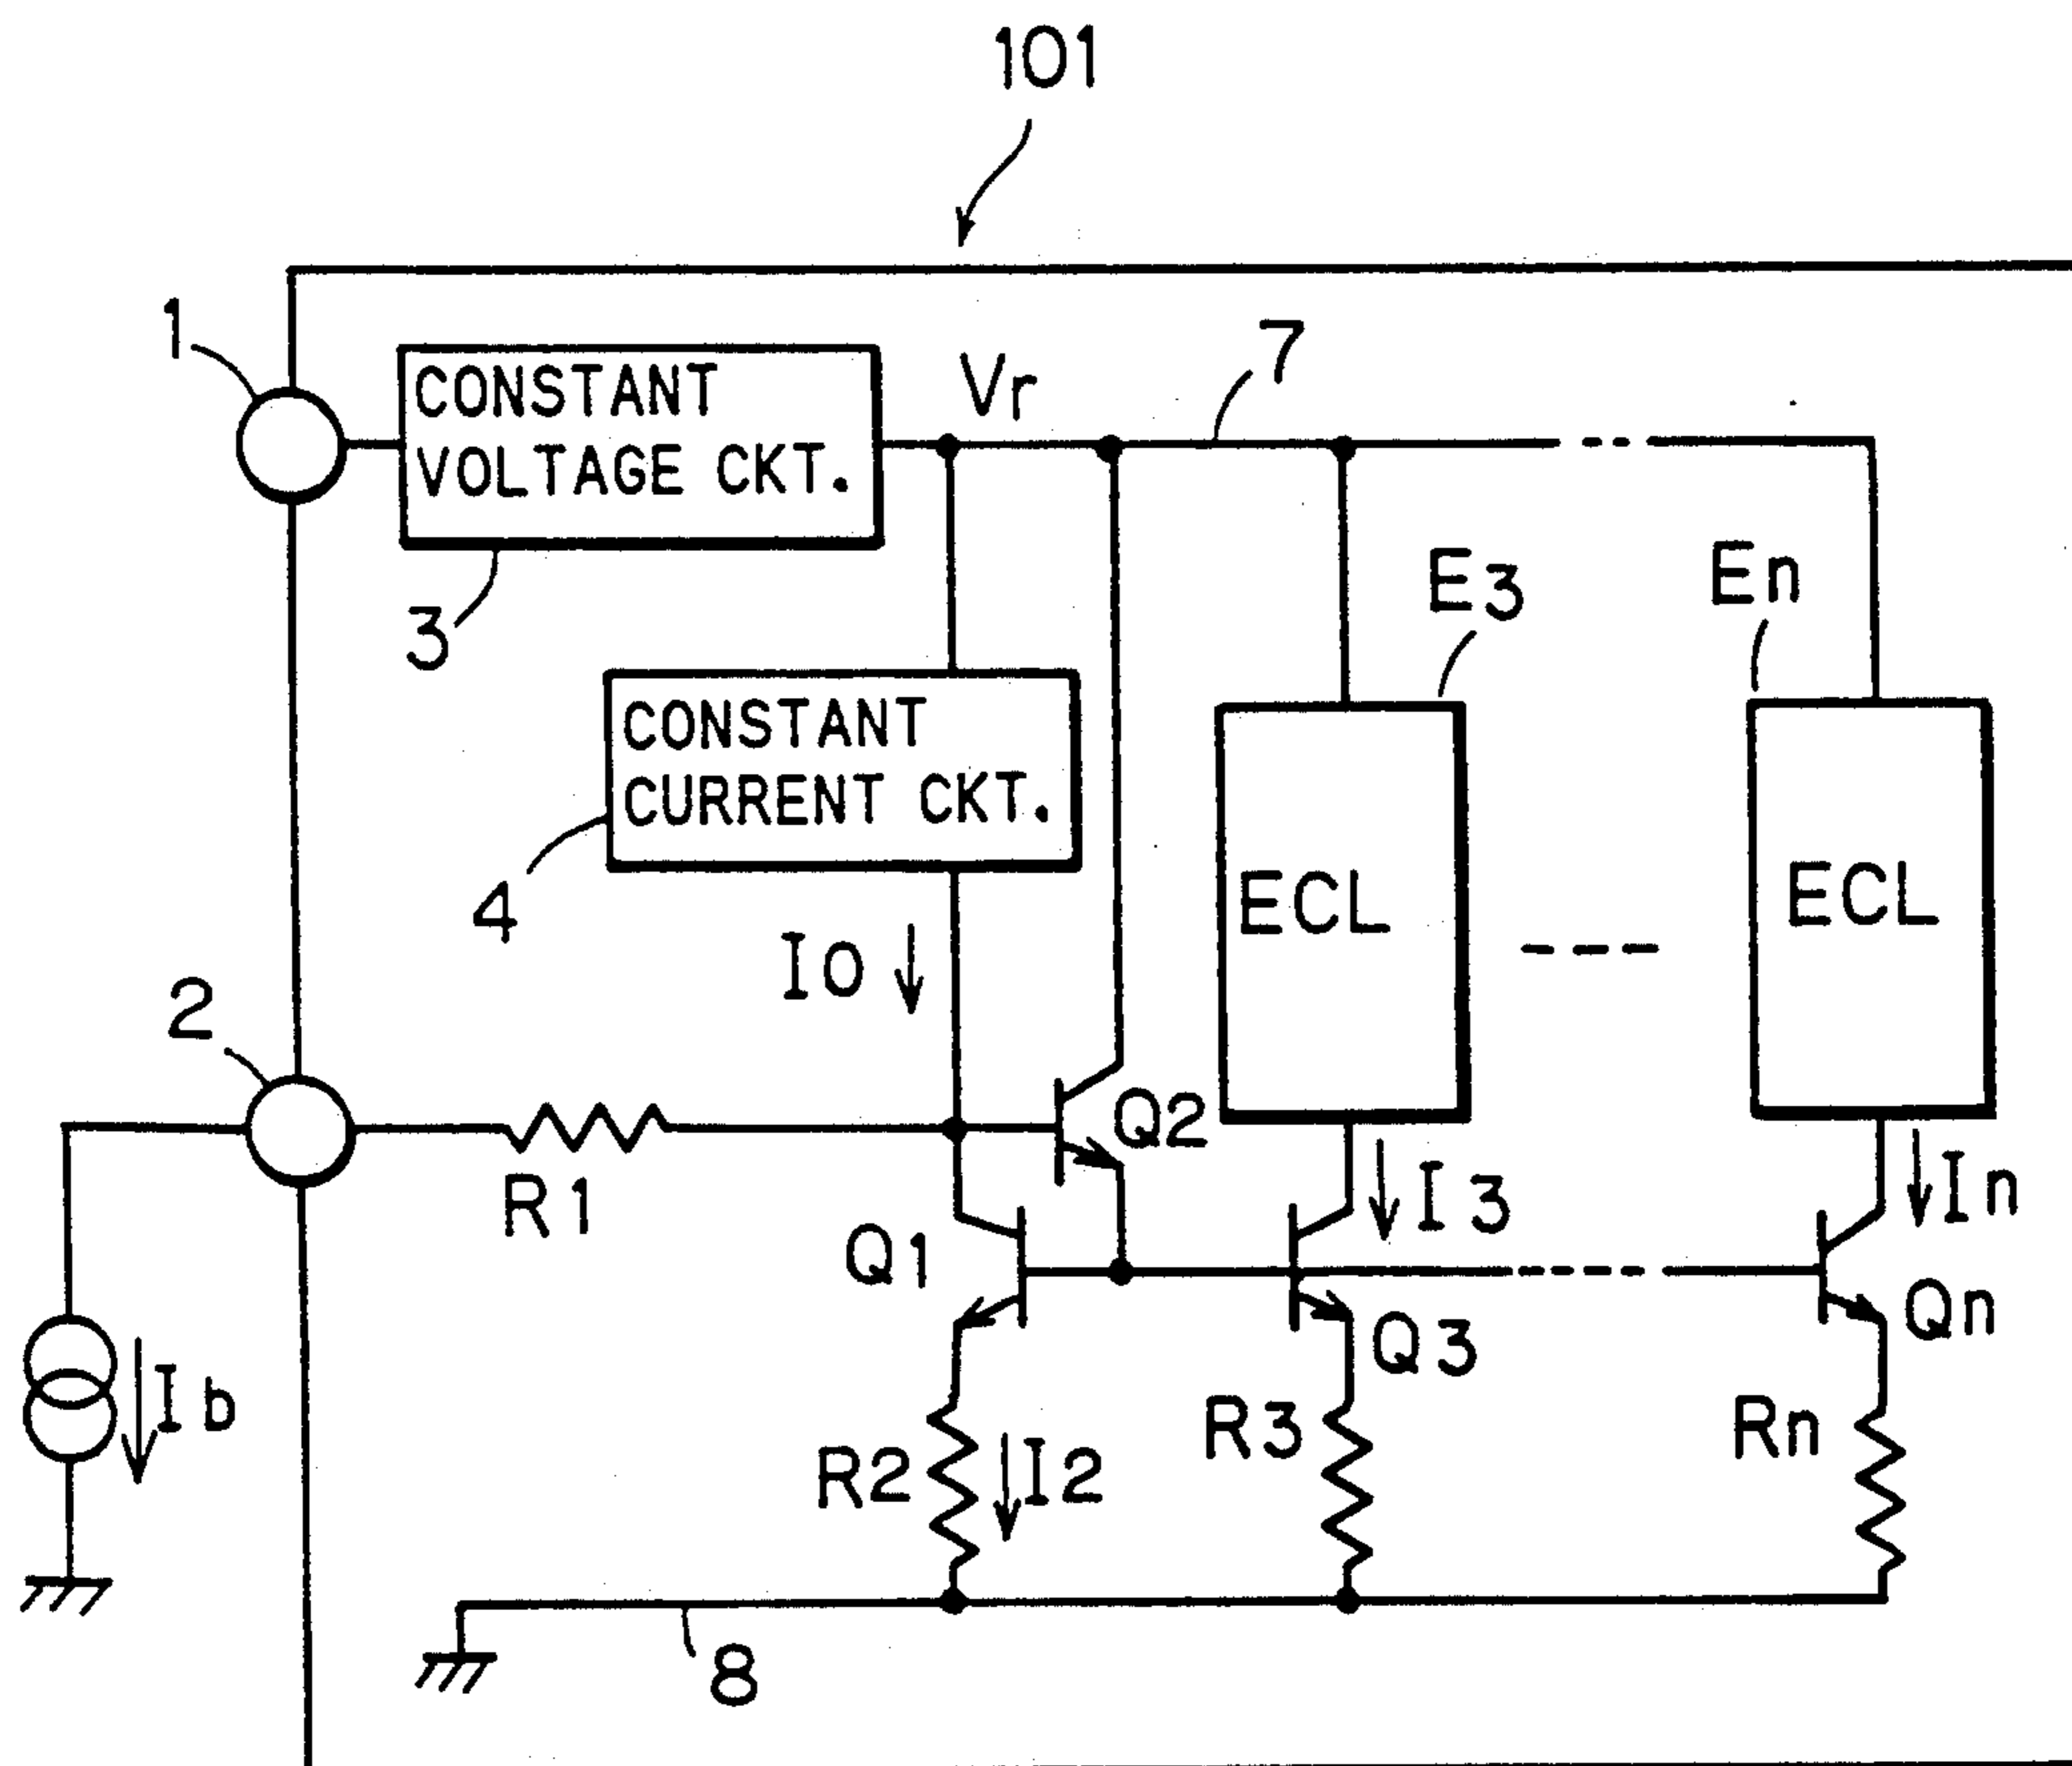 101
1
CONSTANT
VOLTAGE CKT.
Vr
7
3
E3
En
CONSTANT
CURRENT CKT.
4
ECL
ECL
I0
2
Q2
R1
Q1
I3
In
Q3
Qn
Ib
R2
I2
R3
Rn
8